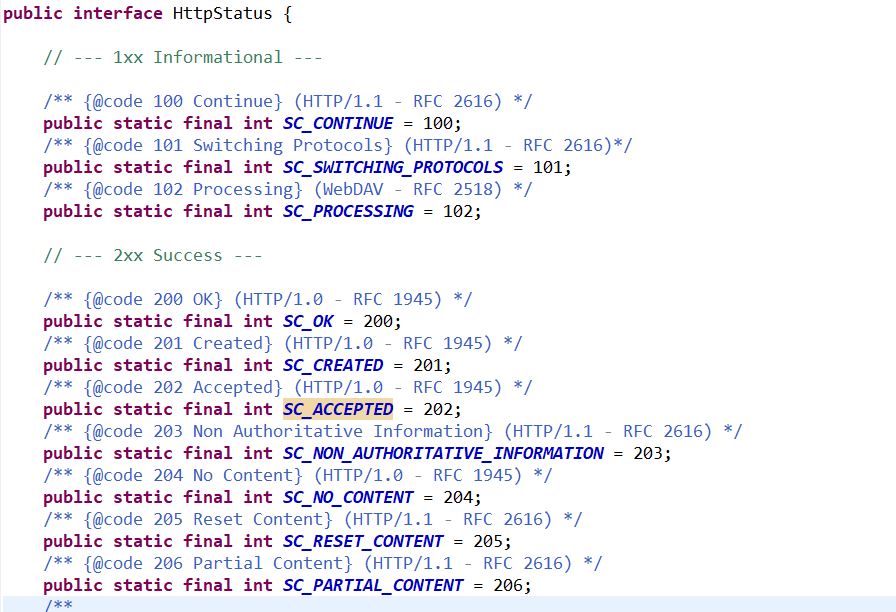 public interface HttpStatus {
// --- 1xx Informational ---
/** {@code 100 Continue} (HTTP/1.1 - RFC 2616) */
public static final int SC_CONTINUE = 100;
/** {@code 101 Switching Protocols} (HTTP/1.1 - RFC 2616)*/
public static final int SC_SWITCHING_PROTOCOLS = 101;
/** {@code 102 Processing} (WebDAV - RFC 2518) */
public static final int SC_PROCESSING = 102;
// --- 2xx Success ---
/** {@code 200 OK} (HTTP/1.0 - RFC 1945) */
public static final int SC_OK = 200;
/** {@code 201 Created} (HTTP/1.0 - RFC 1945) */
public static final int SC_CREATED = 201;
/** {@code 202 Accepted} (HTTP/1.0 - RFC 1945) */
public static final int SC_ACCEPTED = 202;
/** {@code 203 Non Authoritative Information} (HTTP/1.1 - RFC 2616) */
public static final int SC_NON_AUTHORITATIVE_INFORMATION = 203;
/** {@code 204 No Content} (HTTP/1.0 - RFC 1945) */
public static final int SC_NO_CONTENT = 204;
/** {@code 205 Reset Content} (HTTP/1.1 - RFC 2616) */
public static final int SC_RESET_CONTENT = 205;
/** {@code 206 Partial Content} (HTTP/1.1 - RFC 2616) */
public static final int SC_PARTIAL_CONTENT = 206;
/**